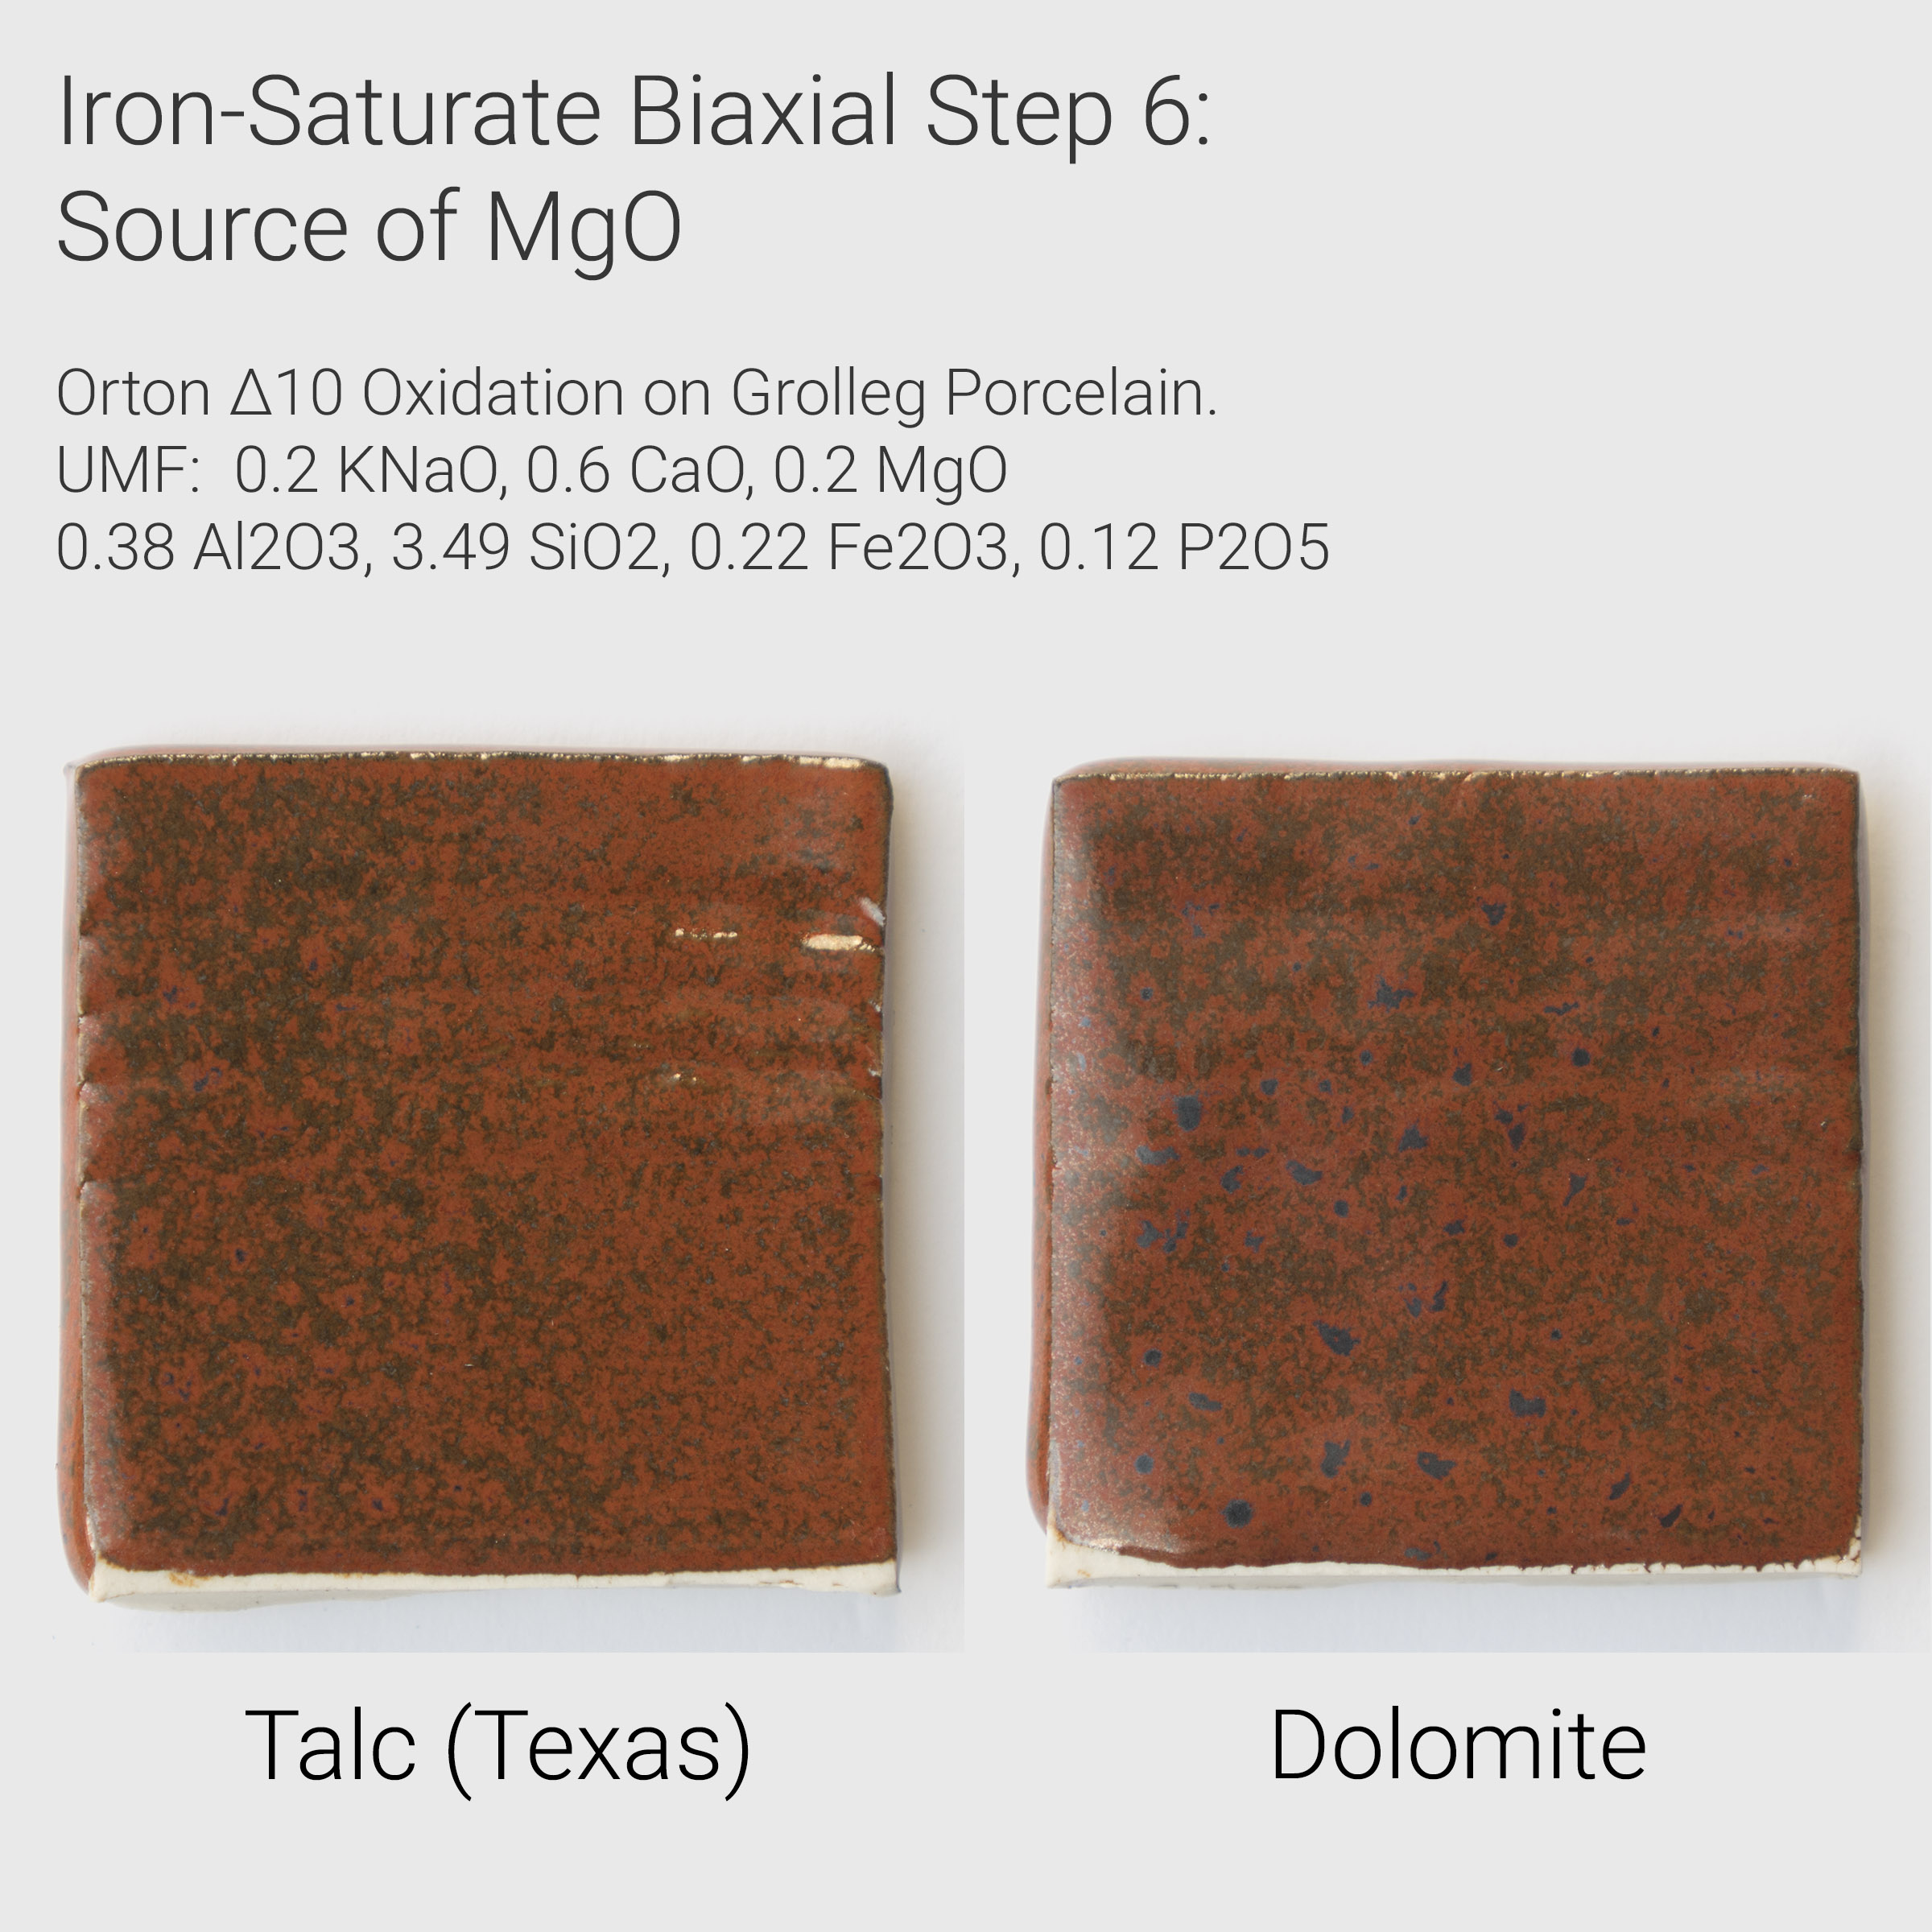 Iron-Saturate Biaxial Step 6:
Source of MgO
Orton Δ10 Oxidation on Grolleg Porcelain.
UMF:  0.2 KNaO, 0.6 CaO, 0.2 MgO
0.38 Al2O3, 3.49 SiO2, 0.22 Fe2O3, 0.12 P2O5
Talc (Texas)
Dolomite